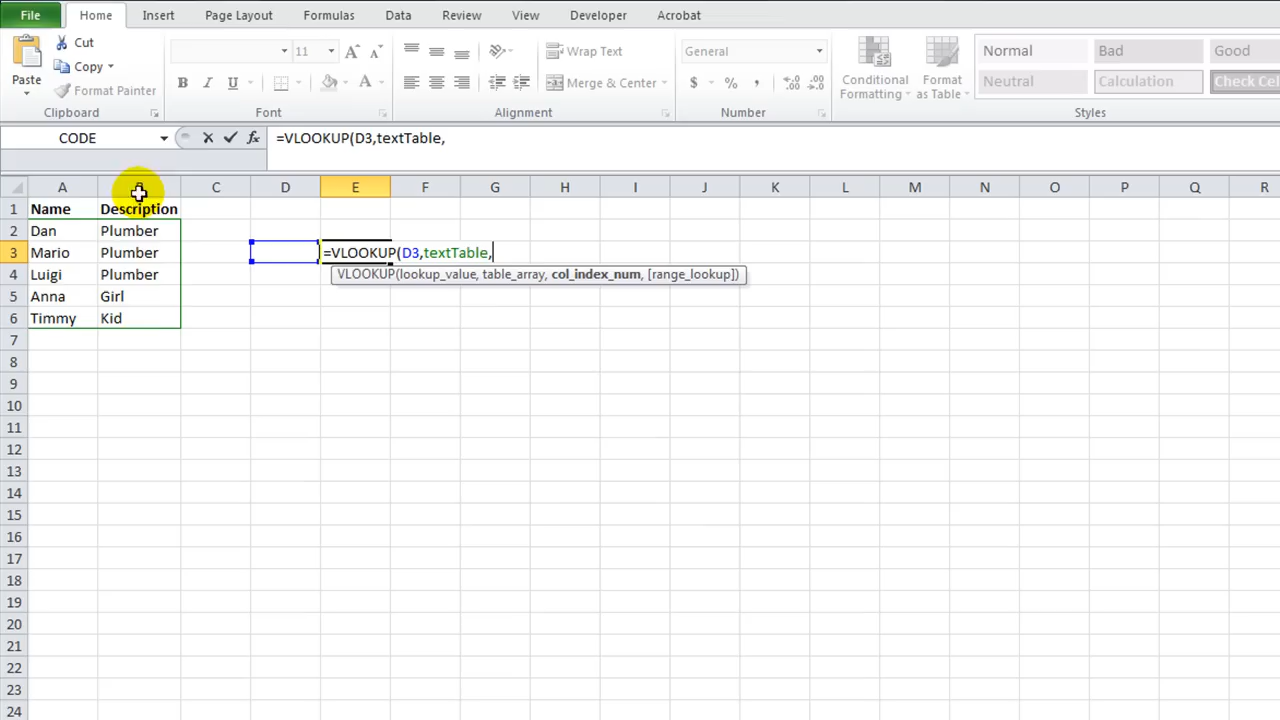 File Home Insert Page Layout Formulas Data Review View Developer Acrobat
Cut
Copy
Format Painter
Paste
Clipboard
11 A A
B I U A
Font
Wrap Text
Merge & Center
Alignment
General
$ % , .00
Number
Conditional Formatting
Format as Table
Normal Bad Good
Neutral Calculation Check Cel
Styles
CODE fx =VLOOKUP(D3,textTable,
A C D E F G H I J K L M N O P Q R
1 Name Description
2 Dan Plumber
3 Mario Plumber =VLOOKUP(D3,textTable,
4 Luigi Plumber VLOOKUP(lookup_value, table_array, col_index_num, [range_lookup])
5 Anna Girl
6 Timmy Kid
7
8
9
10
11
12
13
14
15
16
17
18
19
20
21
22
23
24